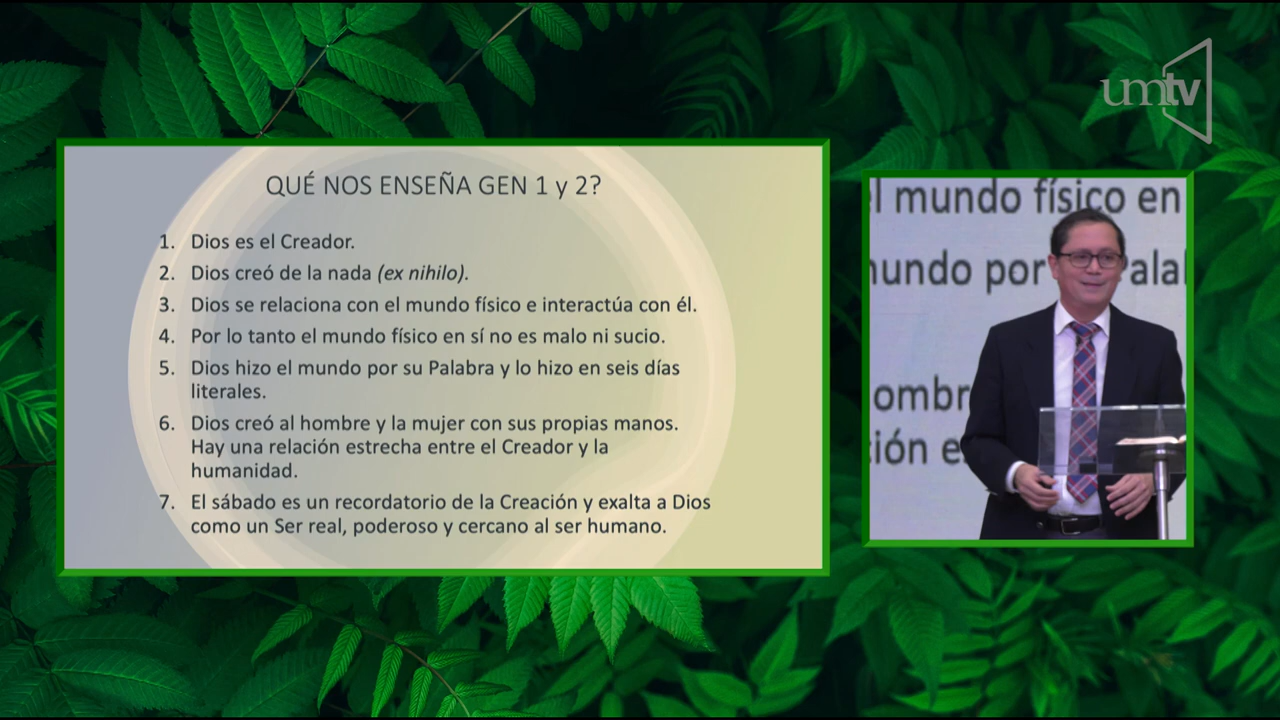 umtv
QUÉ NOS ENSEÑA GEN 1 y 2?
1. Dios es el Creador.
2. Dios creó de la nada (ex nihilo).
3. Dios se relaciona con el mundo físico e interactúa con él.
4. Por lo tanto el mundo físico en sí no es malo ni sucio.
5. Dios hizo el mundo por su Palabra y lo hizo en seis días
literales.
6. Dios creó al hombre y la mujer con sus propias manos.
Hay una relación estrecha entre el Creador y la
humanidad.
7. El sábado es un recordatorio de la Creación y exalta a Dios
como un Ser real, poderoso y cercano al ser humano.
el mundo físico en
mundo por